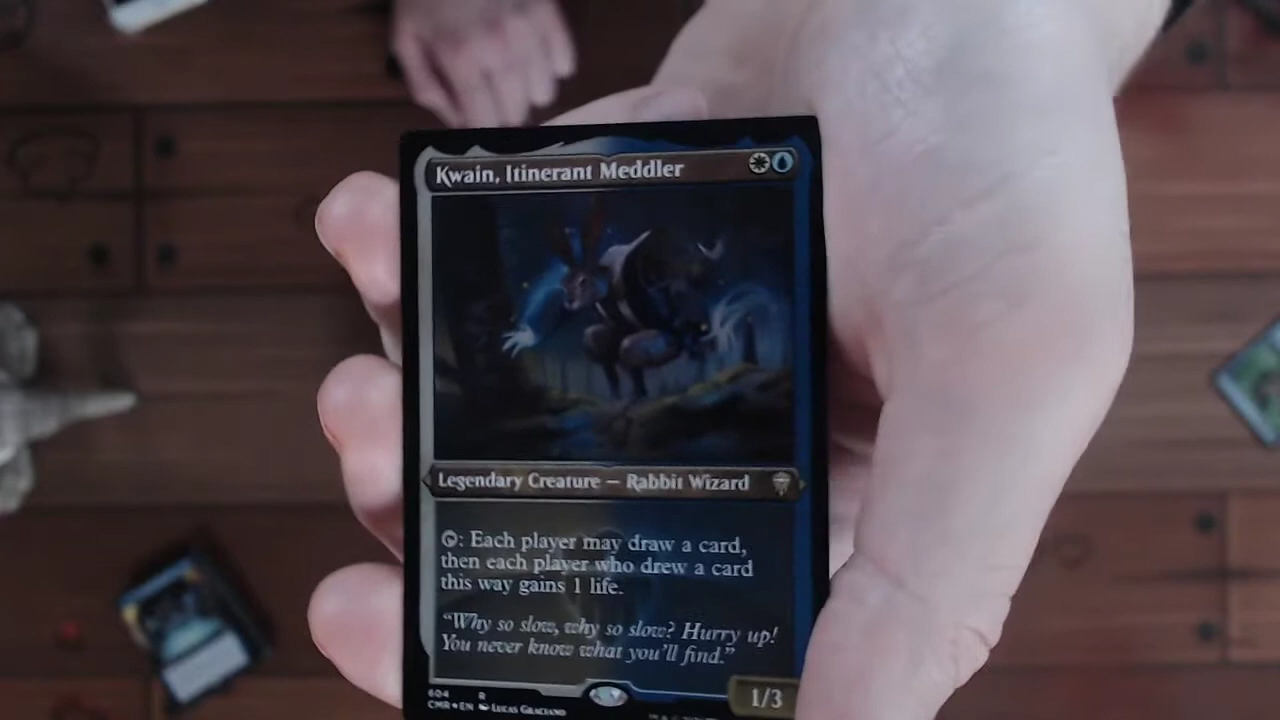 Kwain, Itinerant Meddler
Legendary Creature — Rabbit Wizard
: Each player may draw a card,
then each player who drew a card
this way gains 1 life.
“Why so slow, why so slow? Hurry up!
You never know what you’ll find.”
1/3
604 R
CMR★EN Lucas Graciano